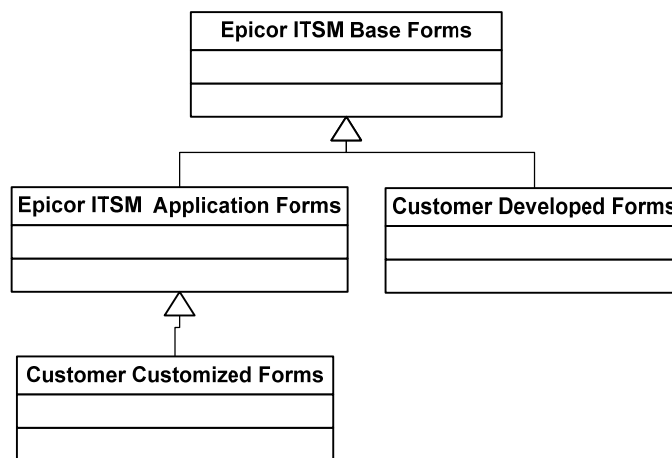 Epicor ITSM Base Forms
Epicor ITSM Application Forms
Customer Developed Forms
Customer Customized Forms